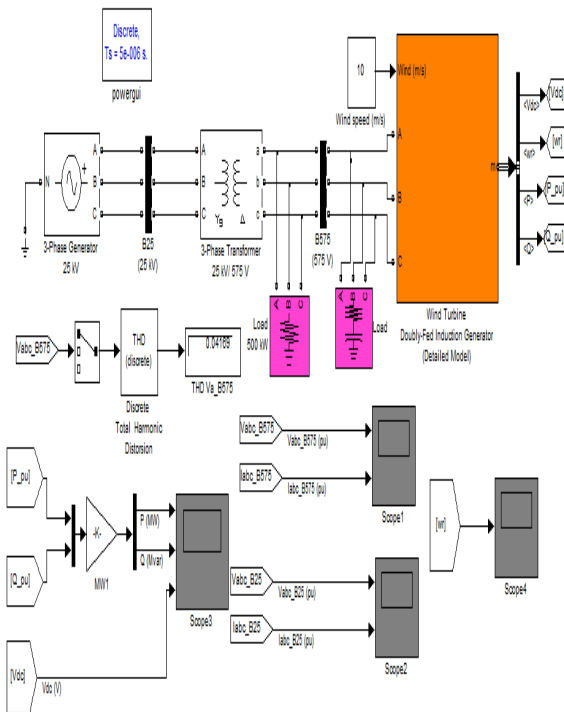 Discrete,
Ts = 5e-006 s.
powergui
10
Wind speed (m/s)
Wind (m/s)
A
B
C
m
<Vdc>
<wr>
<P>
<Q>
[Vdc]
[wr]
[P_pu]
[Q_pu]
Wind Turbine
Doubly-Fed Induction Generator
(Detailed Model)
N
A
B
C
3-Phase Generator
25 kV
B25
(25 kV)
A
B
C
a
b
c
Yg
Δ
3-Phase Transformer
25 kV/ 575 V
B575
(575 V)
A
B
C
Load
500 kW
A
B
C
Load
Vabc_B575
THD
(discrete)
Discrete
Total Harmonic
Distorsion
0.04169
THD Va_B575
Vabc_B575
Vabc_B575 (pu)
Iabc_B575
Iabc_B575 (pu)
Scope1
[P_pu]
[Q_pu]
[Vdc]
-K-
MW1
P (MW)
Q (Mvar)
Vdc (V)
Scope3
Vabc_B25
Vabc_B25 (pu)
Iabc_B25
Iabc_B25 (pu)
Scope2
[wr]
Scope4